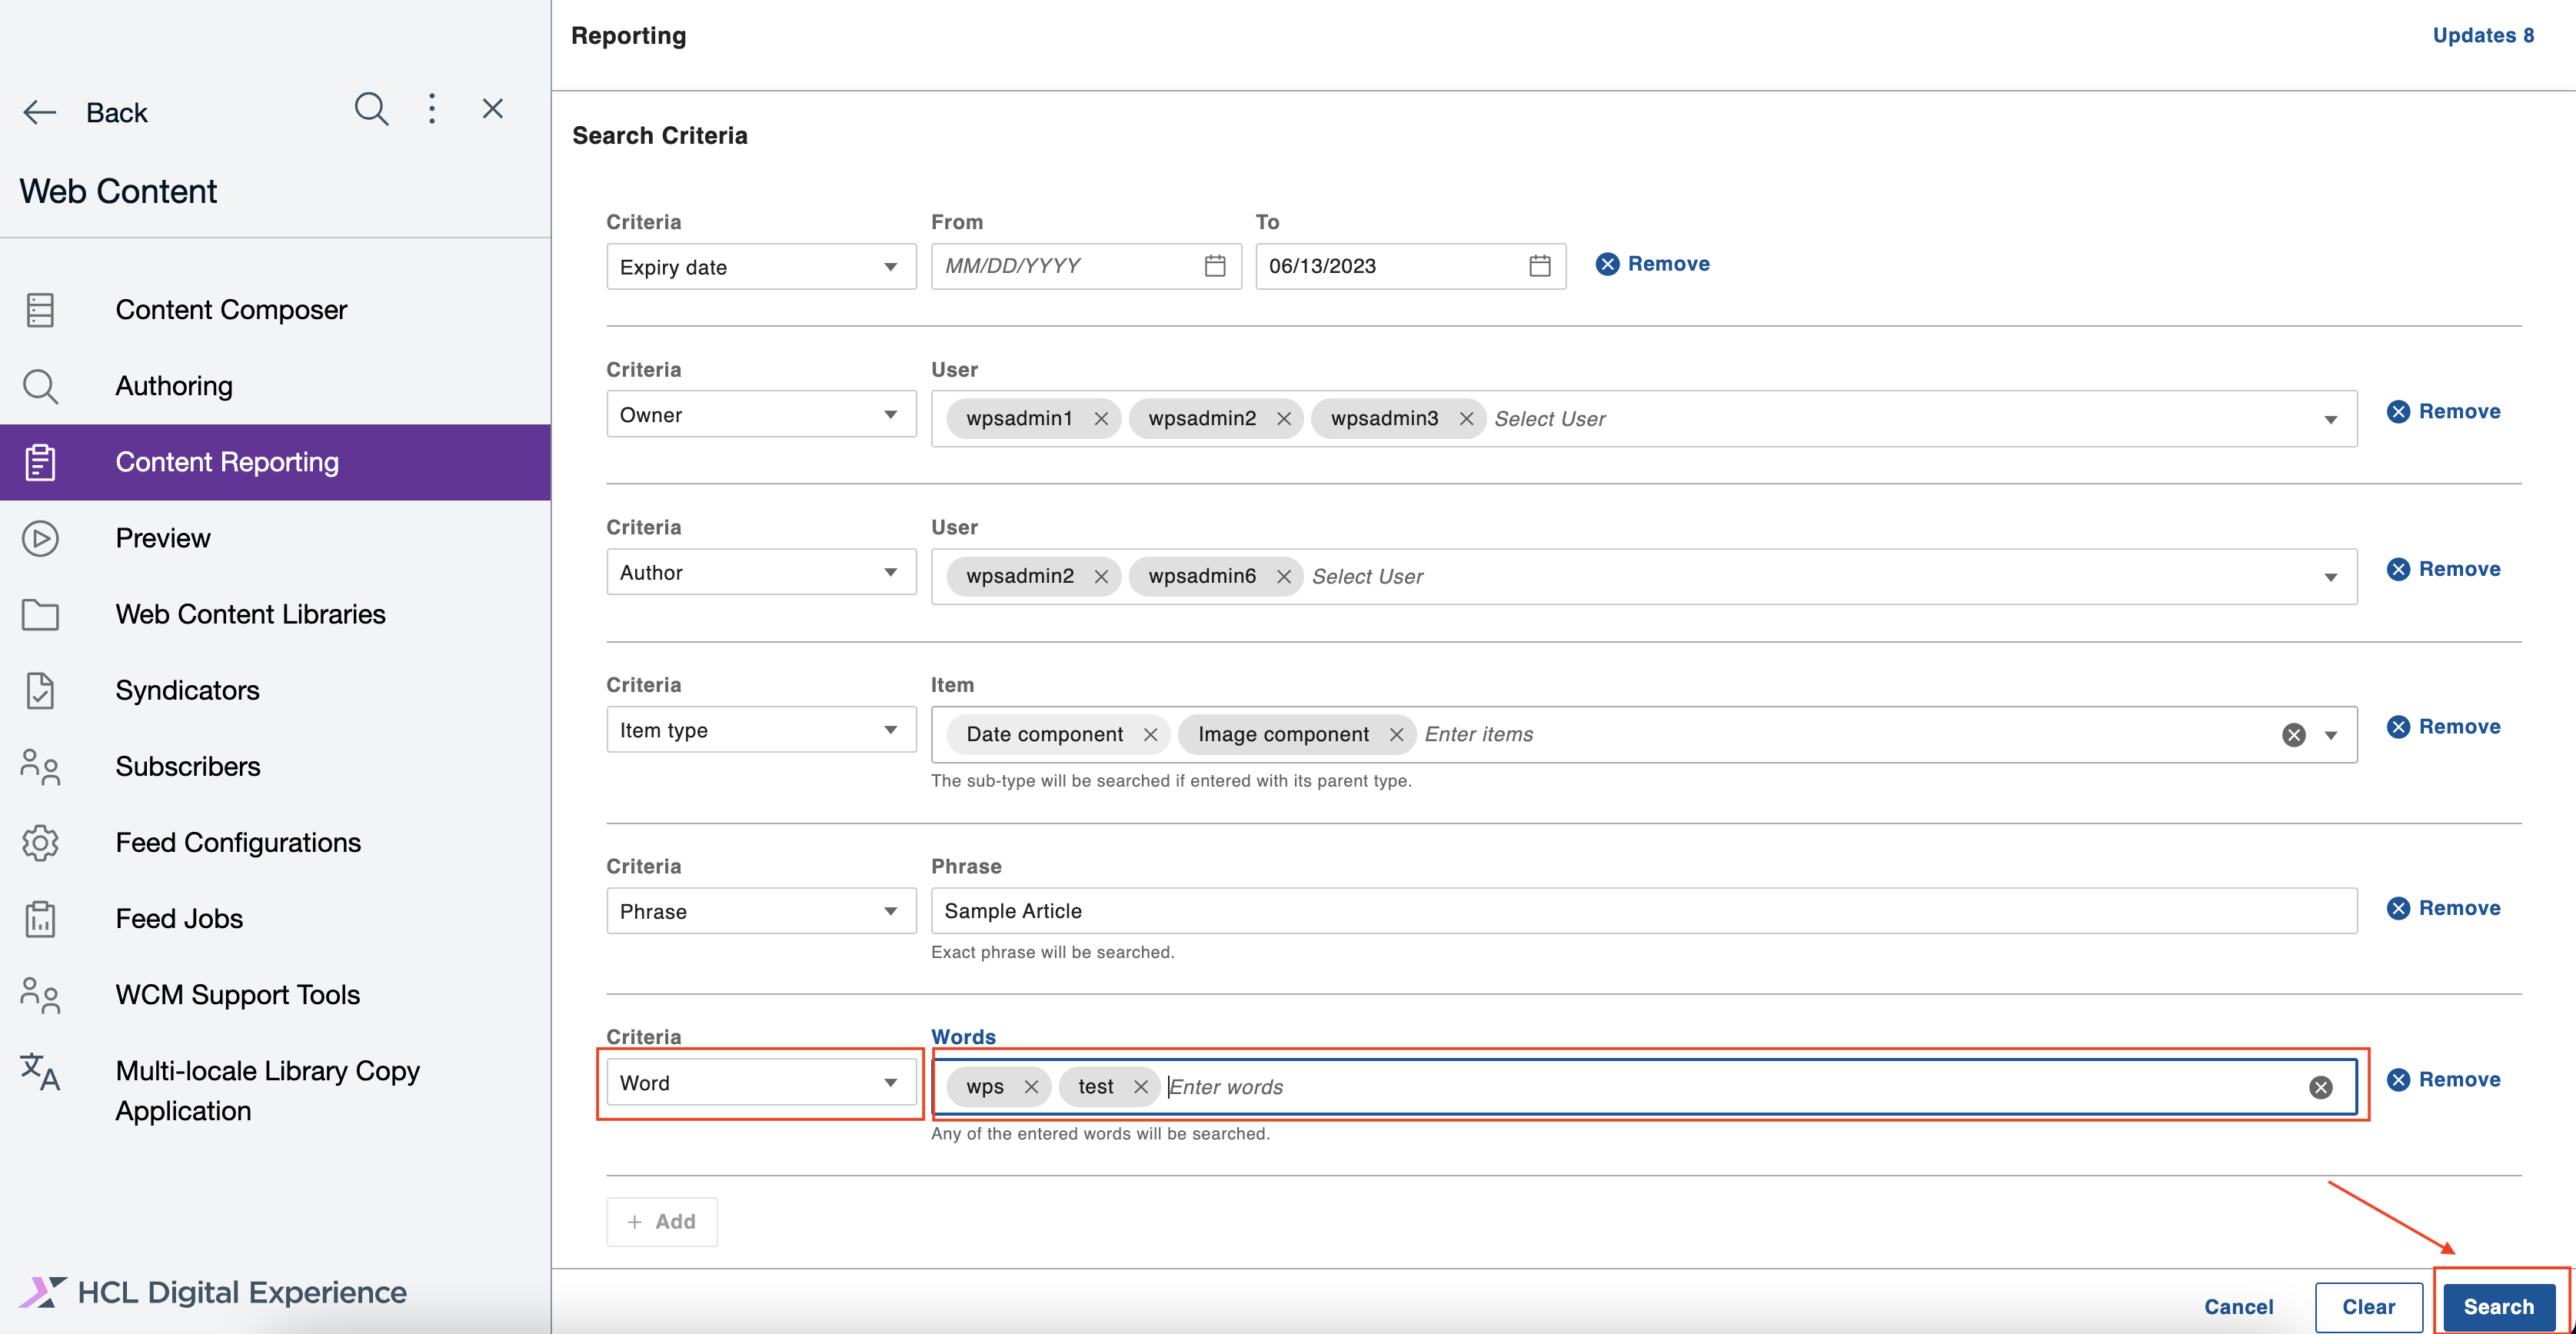 Back
Web Content
Content Composer
Authoring
Content Reporting
Preview
Web Content Libraries
Syndicators
Subscribers
Feed Configurations
Feed Jobs
WCM Support Tools
Multi-locale Library Copy
Application
HCL Digital Experience
Reporting
Updates 8
Search Criteria
Criteria From To
Expiry date MM/DD/YYYY 06/13/2023 Remove
Criteria User
Owner wpsadmin1 wpsadmin2 wpsadmin3 Select User Remove
Criteria User
Author wpsadmin2 wpsadmin6 Select User Remove
Criteria Item
Item type Date component Image component Enter items Remove
The sub-type will be searched if entered with its parent type.
Criteria Phrase
Phrase Sample Article Remove
Exact phrase will be searched.
Criteria Words
Word wps test Enter words Remove
Any of the entered words will be searched.
+ Add
Cancel Clear Search